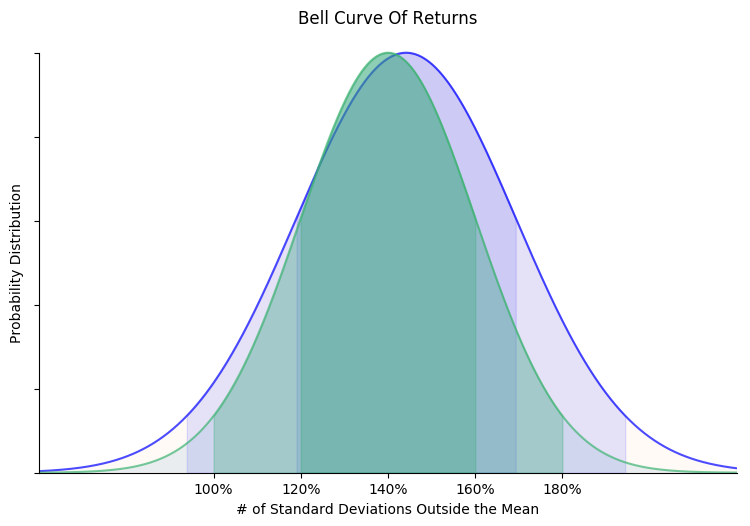 Bell Curve Of Returns
Probability Distribution
100% 120% 140% 160% 180%
# of Standard Deviations Outside the Mean